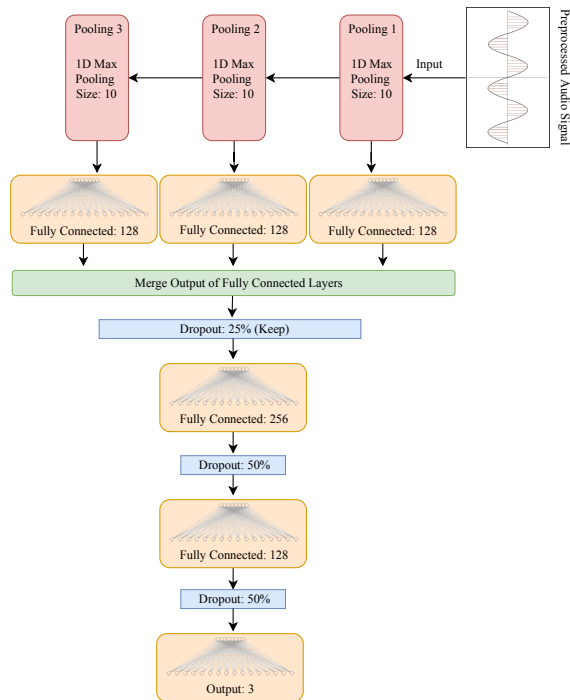 Pooling 3
1D Max
Pooling
Size: 10
Pooling 2
1D Max
Pooling
Size: 10
Pooling 1
1D Max
Pooling
Size: 10
Input
Preprocessed Audio Signal
Fully Connected: 128
Fully Connected: 128
Fully Connected: 128
Merge Output of Fully Connected Layers
Dropout: 25% (Keep)
Fully Connected: 256
Dropout: 50%
Fully Connected: 128
Dropout: 50%
Output: 3